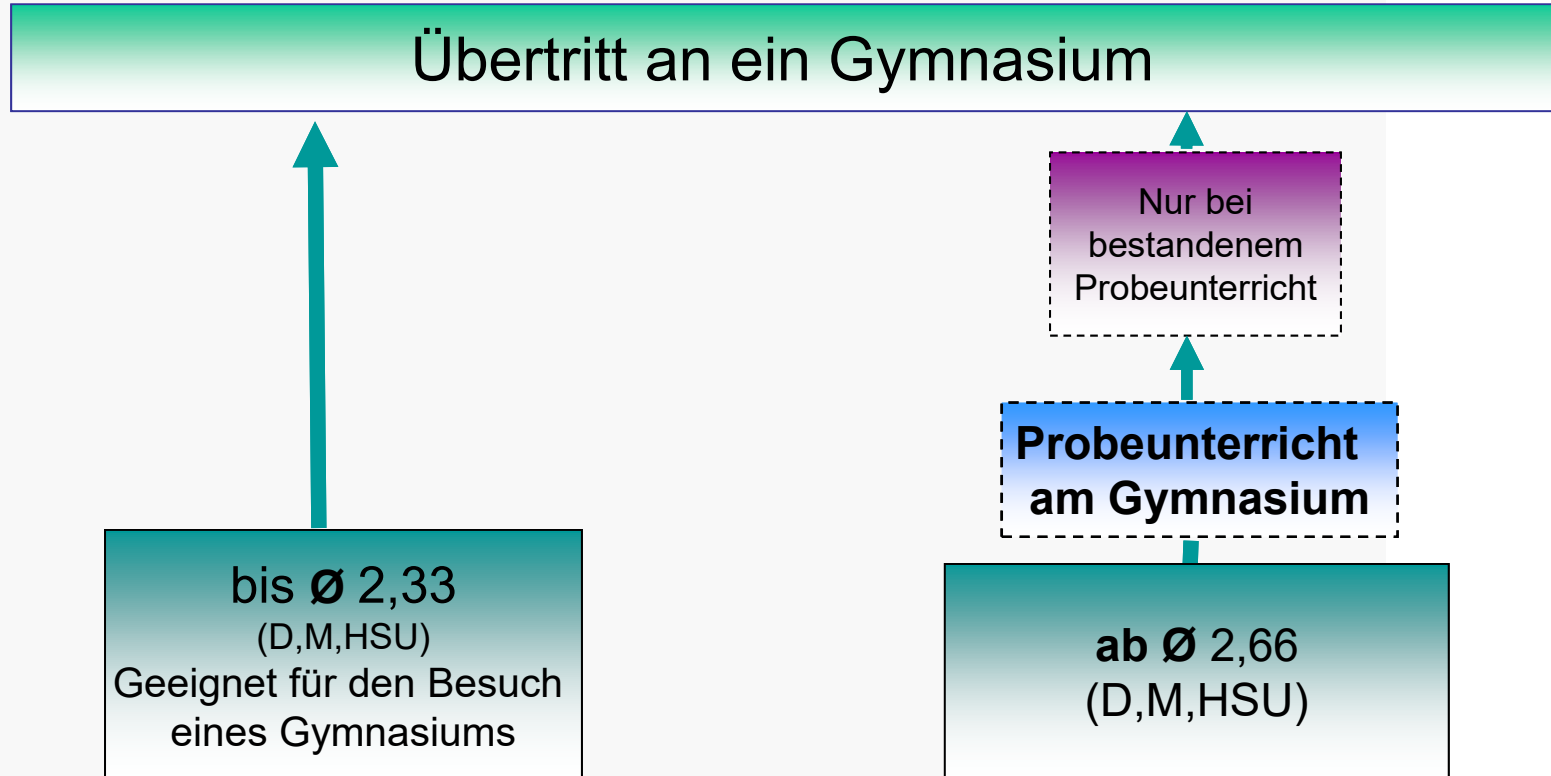 Übertritt an ein Gymnasium
Nur bei
bestandenem
Probeunterricht
Probeunterricht
am Gymnasium
bis Ø 2,33
(D,M,HSU)
Geeignet für den Besuch
eines Gymnasiums
ab Ø 2,66
(D,M,HSU)